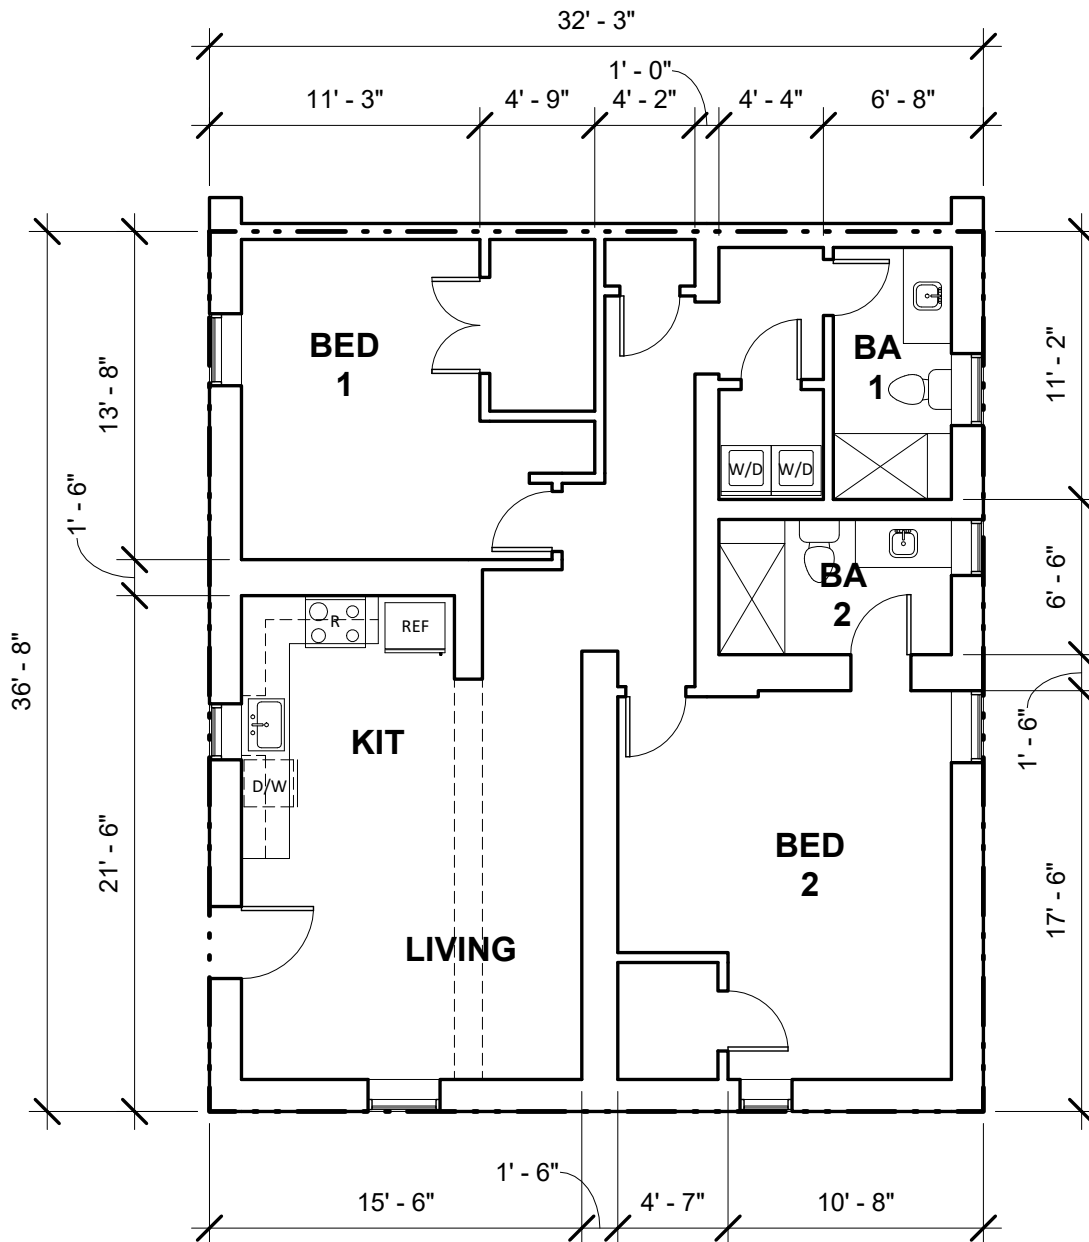 32' - 3"
1' - 0"
11' - 3"
4' - 9"
4' - 2"
4' - 4"
6' - 8"
BED
1
BA
1
13' - 8"
11' - 2"
W/D
W/D
1' - 6"
BA
2
6' - 6"
R
REF
36' - 8"
KIT
1' - 6"
D/W
BED
2
21' - 6"
17' - 6"
LIVING
1' - 6"
15' - 6"
4' - 7"
10' - 8"